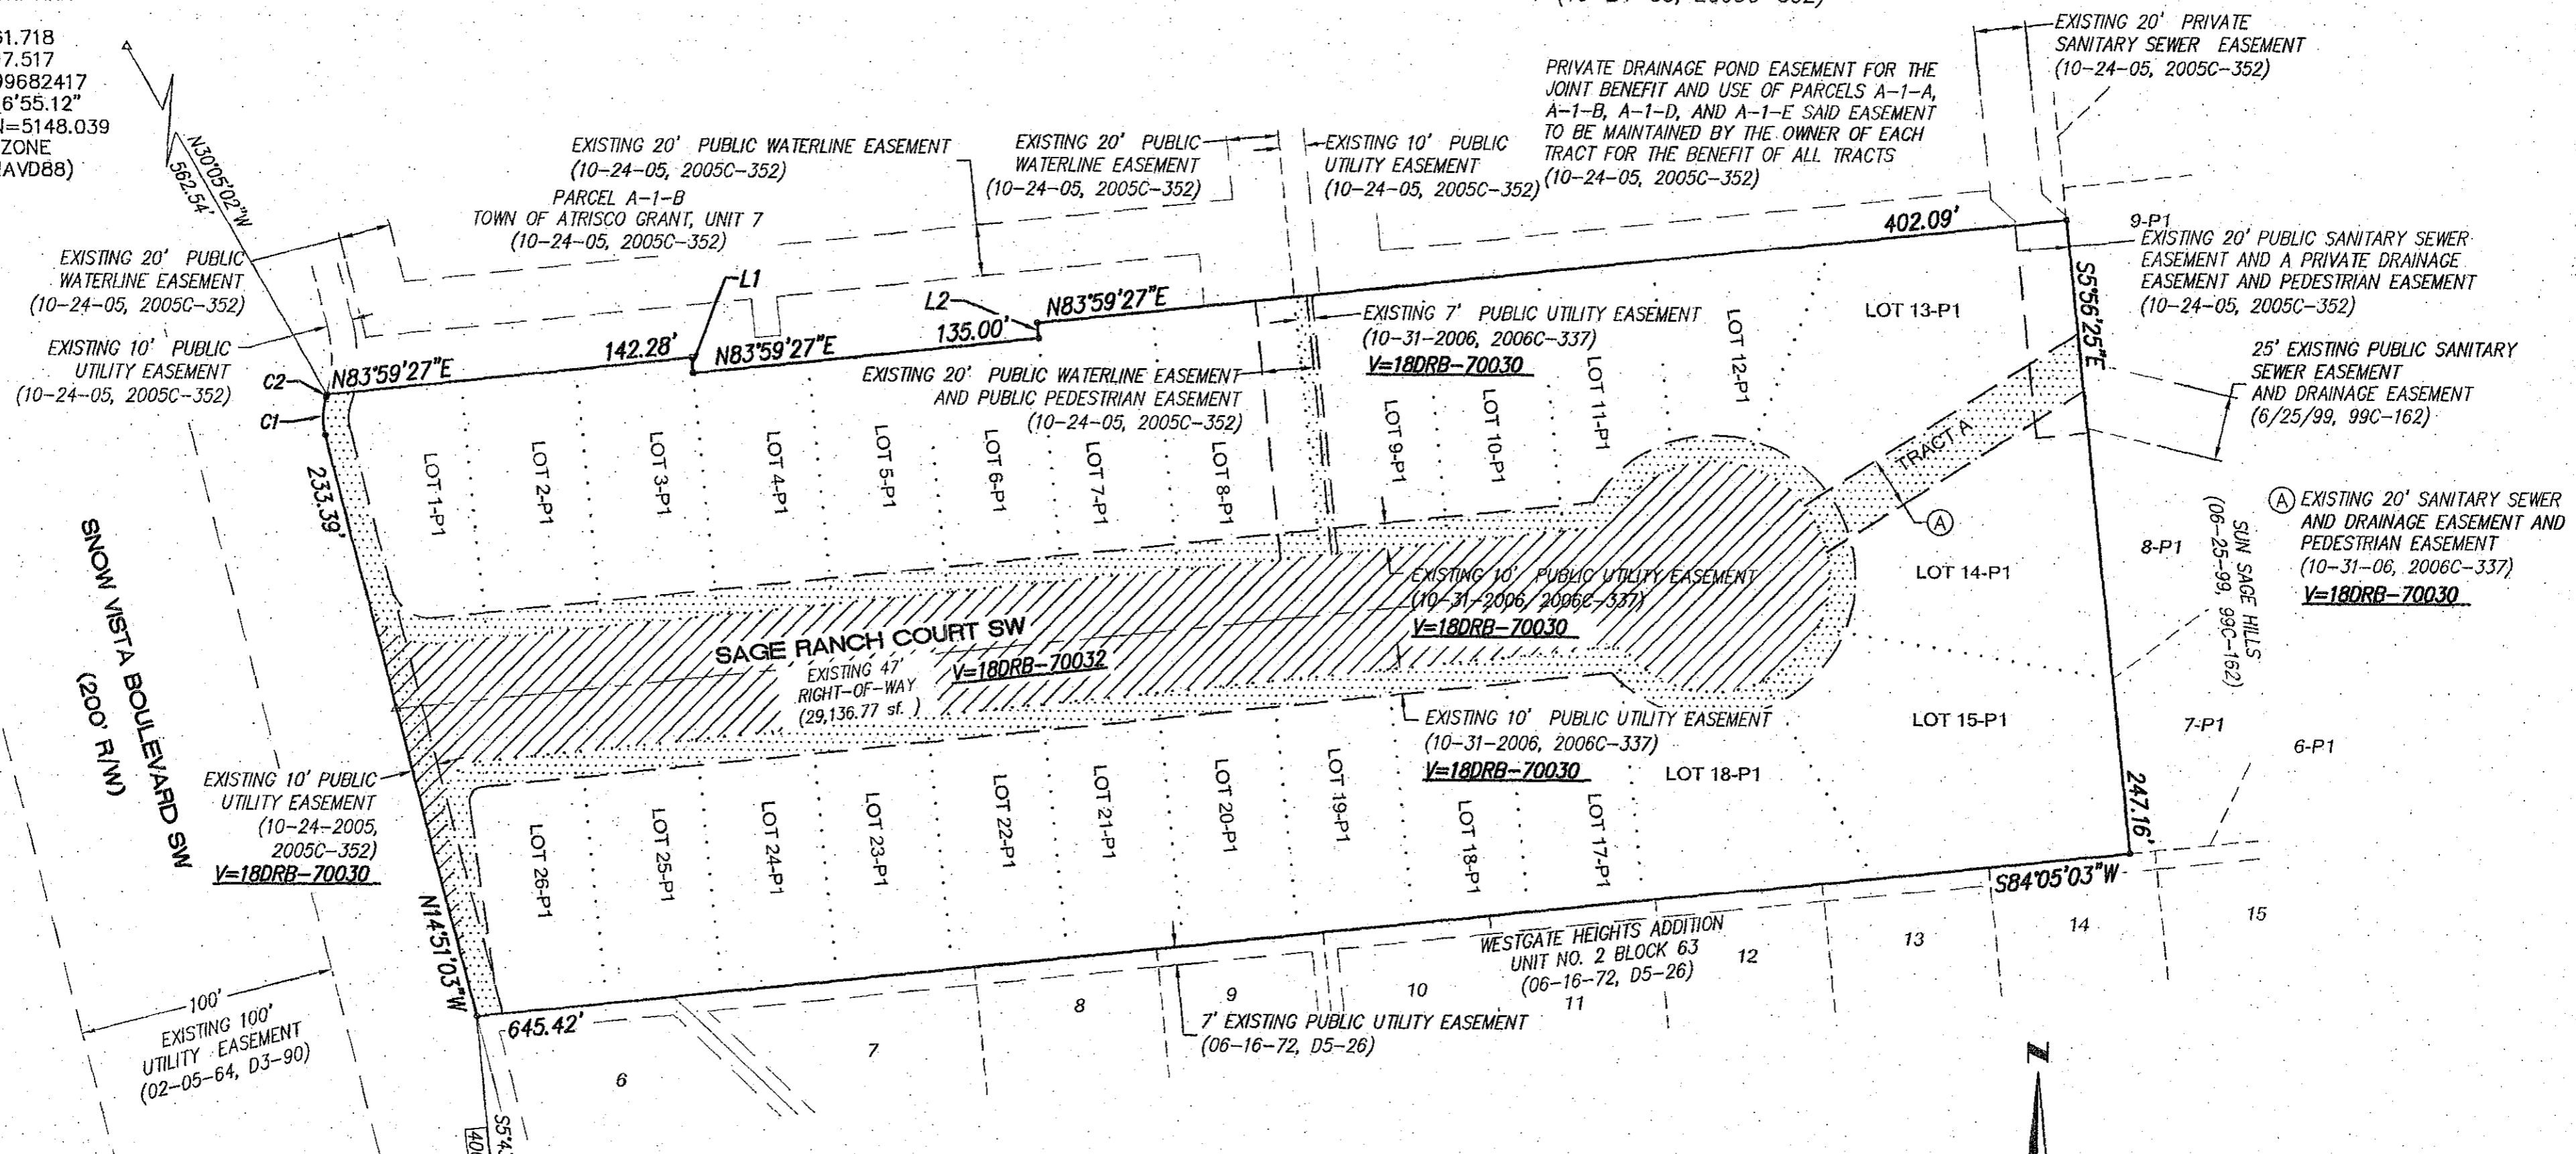 51.718
7.517
99682417
6'55.12"
N=5148.039
ZONE
NAVD88)
N30°05'02"W
562.54'
EXISTING 20' PUBLIC WATERLINE EASEMENT
(10-24-05, 2005C-352)
PARCEL A-1-B
TOWN OF ATRISCO GRANT, UNIT 7
(10-24-05, 2005C-352)
EXISTING 20' PUBLIC
WATERLINE EASEMENT
(10-24-05, 2005C-352)
EXISTING 10' PUBLIC
UTILITY EASEMENT
(10-24-05, 2005C-352)
PRIVATE DRAINAGE POND EASEMENT FOR THE
JOINT BENEFIT AND USE OF PARCELS A-1-A,
A-1-B, A-1-D, AND A-1-E SAID EASEMENT
TO BE MAINTAINED BY THE OWNER OF EACH
TRACT FOR THE BENEFIT OF ALL TRACTS
(10-24-05, 2005C-352)
EXISTING 20' PRIVATE
SANITARY SEWER EASEMENT
(10-24-05, 2005C-352)
EXISTING 20' PUBLIC
WATERLINE EASEMENT
(10-24-05, 2005C-352)
EXISTING 10' PUBLIC
UTILITY EASEMENT
(10-24-05, 2005C-352)
C2
C1
N83°59'27"E
142.28'
L1
N83°59'27"E
135.00'
L2
N83°59'27"E
402.09'
9-P1
EXISTING 20' PUBLIC SANITARY SEWER
EASEMENT AND A PRIVATE DRAINAGE
EASEMENT AND PEDESTRIAN EASEMENT
(10-24-05, 2005C-352)
S5°56'25"E
25' EXISTING PUBLIC SANITARY
SEWER EASEMENT
AND DRAINAGE EASEMENT
(6/25/99, 99C-162)
EXISTING 7' PUBLIC UTILITY EASEMENT
(10-31-2006, 2006C-337)
V=18DRB-70030
EXISTING 20' PUBLIC WATERLINE EASEMENT
AND PUBLIC PEDESTRIAN EASEMENT
(10-24-05, 2005C-352)
LOT 1-P1
LOT 2-P1
LOT 3-P1
LOT 4-P1
LOT 5-P1
LOT 6-P1
LOT 7-P1
LOT 8-P1
LOT 9-P1
LOT 10-P1
LOT 11-P1
LOT 12-P1
LOT 13-P1
TRACT A
A
A EXISTING 20' SANITARY SEWER
AND DRAINAGE EASEMENT AND
PEDESTRIAN EASEMENT
(10-31-06, 2006C-337)
V=18DRB-70030
SUN SAGE HILLS
(06-25-99, 99C-162)
8-P1
LOT 14-P1
233.39'
SNOW VISTA BOULEVARD SW
(200' R/W)
EXISTING 10' PUBLIC UTILITY EASEMENT
(10-31-2006, 2006C-337)
V=18DRB-70030
SAGE RANCH COURT SW
EXISTING 47'
RIGHT-OF-WAY
(29,136.77 sf.)
V=18DRB-70032
LOT 15-P1
7-P1
6-P1
EXISTING 10' PUBLIC UTILITY EASEMENT
(10-31-2006, 2006C-337)
V=18DRB-70030
LOT 18-P1
EXISTING 10' PUBLIC
UTILITY EASEMENT
(10-24-2005,
2005C-352)
V=18DRB-70030
LOT 26-P1
LOT 25-P1
LOT 24-P1
LOT 23-P1
LOT 22-P1
LOT 21-P1
LOT 20-P1
LOT 19-P1
LOT 18-P1
LOT 17-P1
247.16'
S84°05'03"W
N14°51'03"W
645.42'
WESTGATE HEIGHTS ADDITION
UNIT NO. 2 BLOCK 63
(06-16-72, D5-26)
6
7
8
9
10
11
12
13
14
15
7' EXISTING PUBLIC UTILITY EASEMENT
(06-16-72, D5-26)
100'
EXISTING 100'
UTILITY EASEMENT
(02-05-64, D3-90)
N